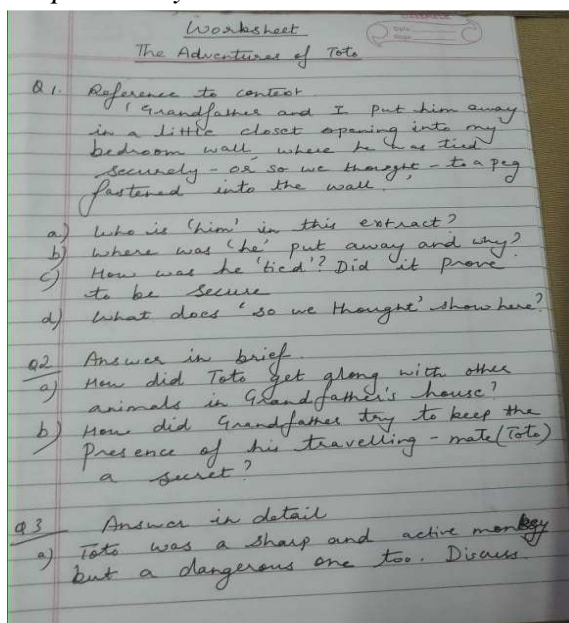 Worksheet
The Adventures of Toto
Q 1. Reference to context
'Grandfather and I put him away
in a little closet opening into my
bedroom wall, where he was tied
securely - or so we thought - to a peg
fastened into the wall.'
a) Who is 'him' in this extract?
b) Where was 'he' put away and why?
c) How was he 'tied'? Did it prove
to be secure
d) What does 'so we thought' show here?
Q2 Answer in brief
a) How did Toto get along with other
animals in Grandfather's house?
b) How did Grandfather try to keep the
presence of his travelling - mate (Toto)
a secret?
Q3 Answer in detail
a) Toto was a sharp and active monkey
but a dangerous one too. Discuss